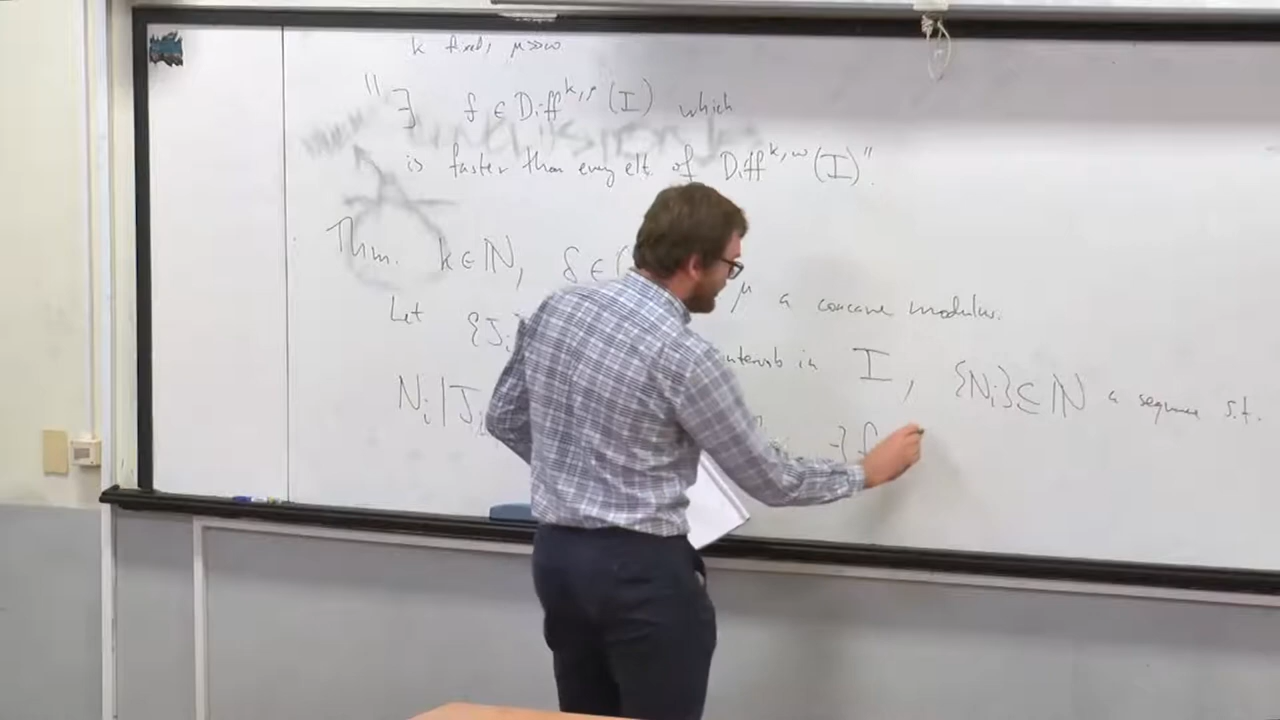 k fixed, μ ≫ ω
"∃ f ∈ Diff^{k,μ}(I) which
is faster than every elt. of Diff^{k,ω}(I)".
Thm. k ∈ ℕ, δ ∈ ( μ a concave modulus.
Let {J_i intervals in I, {N_i} ⊆ ℕ a sequence s.t.
N_i |J_i ∃ f